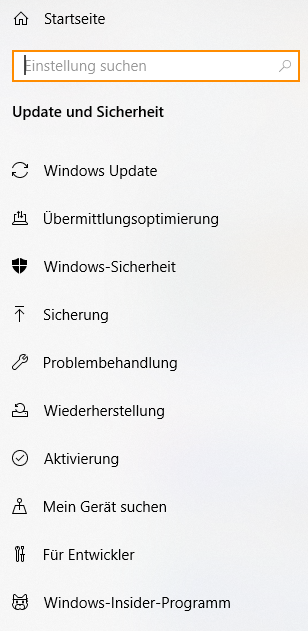 Startseite
Einstellung suchen
Update und Sicherheit
Windows Update
Übermittlungsoptimierung
Windows-Sicherheit
Sicherung
Problembehandlung
Wiederherstellung
Aktivierung
Mein Gerät suchen
Für Entwickler
Windows-Insider-Programm